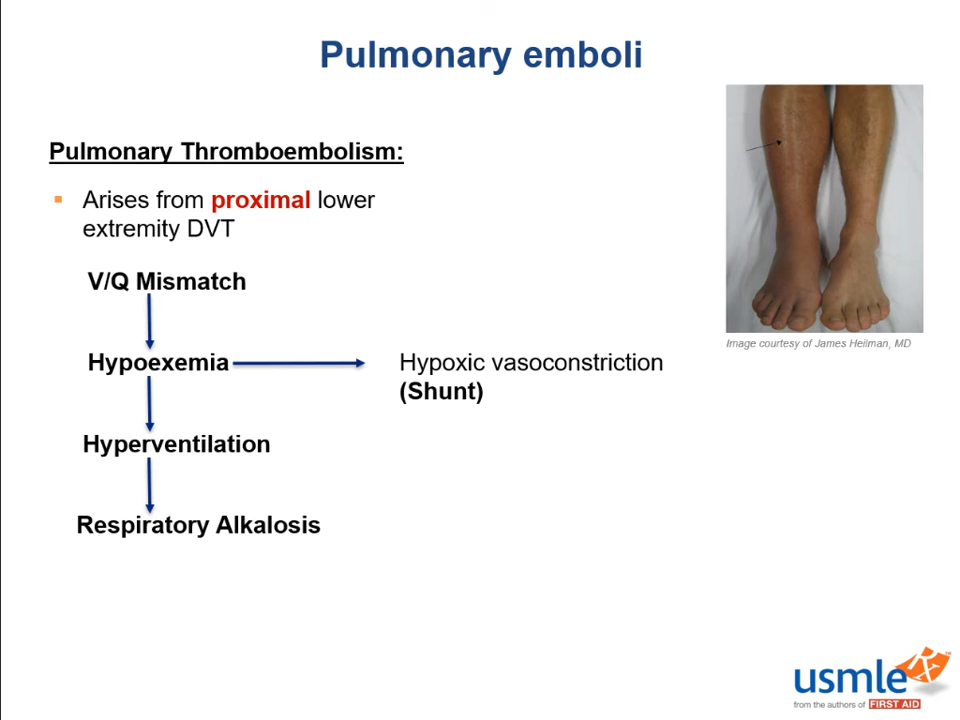 Pulmonary emboli
Pulmonary Thromboembolism:
Arises from proximal lower
extremity DVT
V/Q Mismatch
Hypoexemia
Hypoxic vasoconstriction
(Shunt)
Hyperventilation
Respiratory Alkalosis
Image courtesy of James Heilman, MD
usmle Rx™
from the authors of FIRST AID